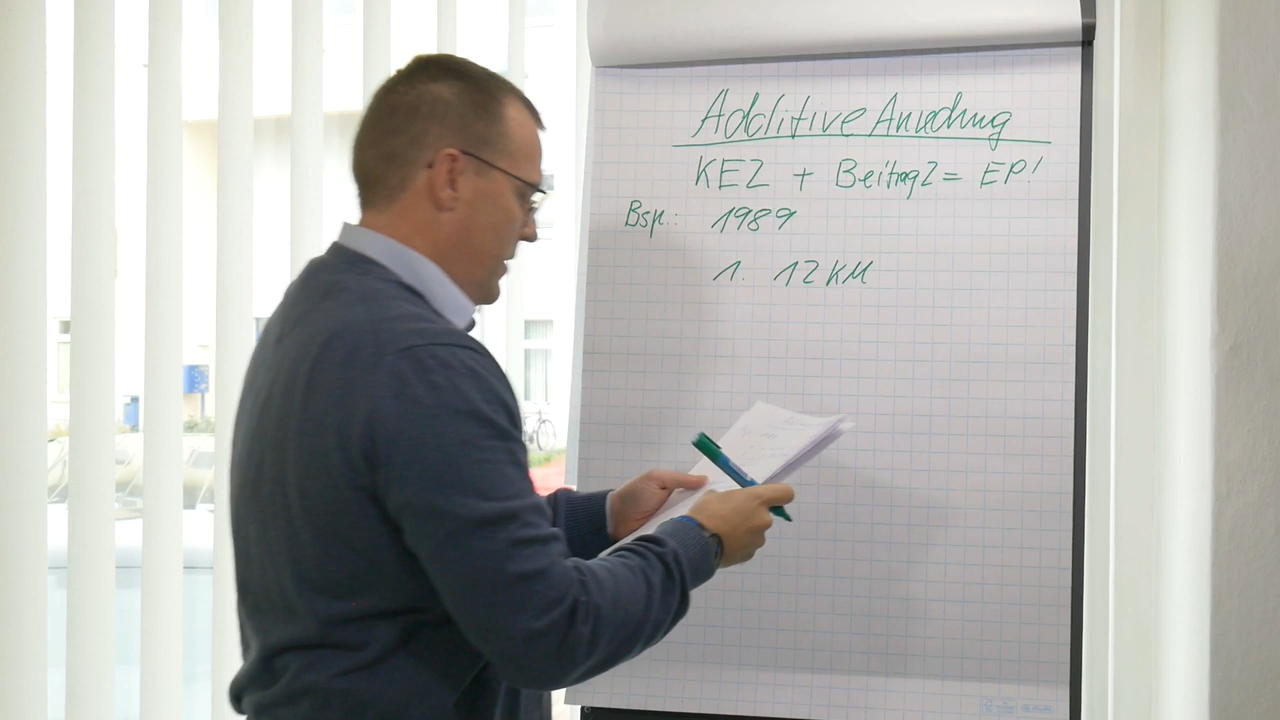 Additive Anrechnung
KEZ + BeitragZ = EP!
Bsp.: 1989
1. 12 KM